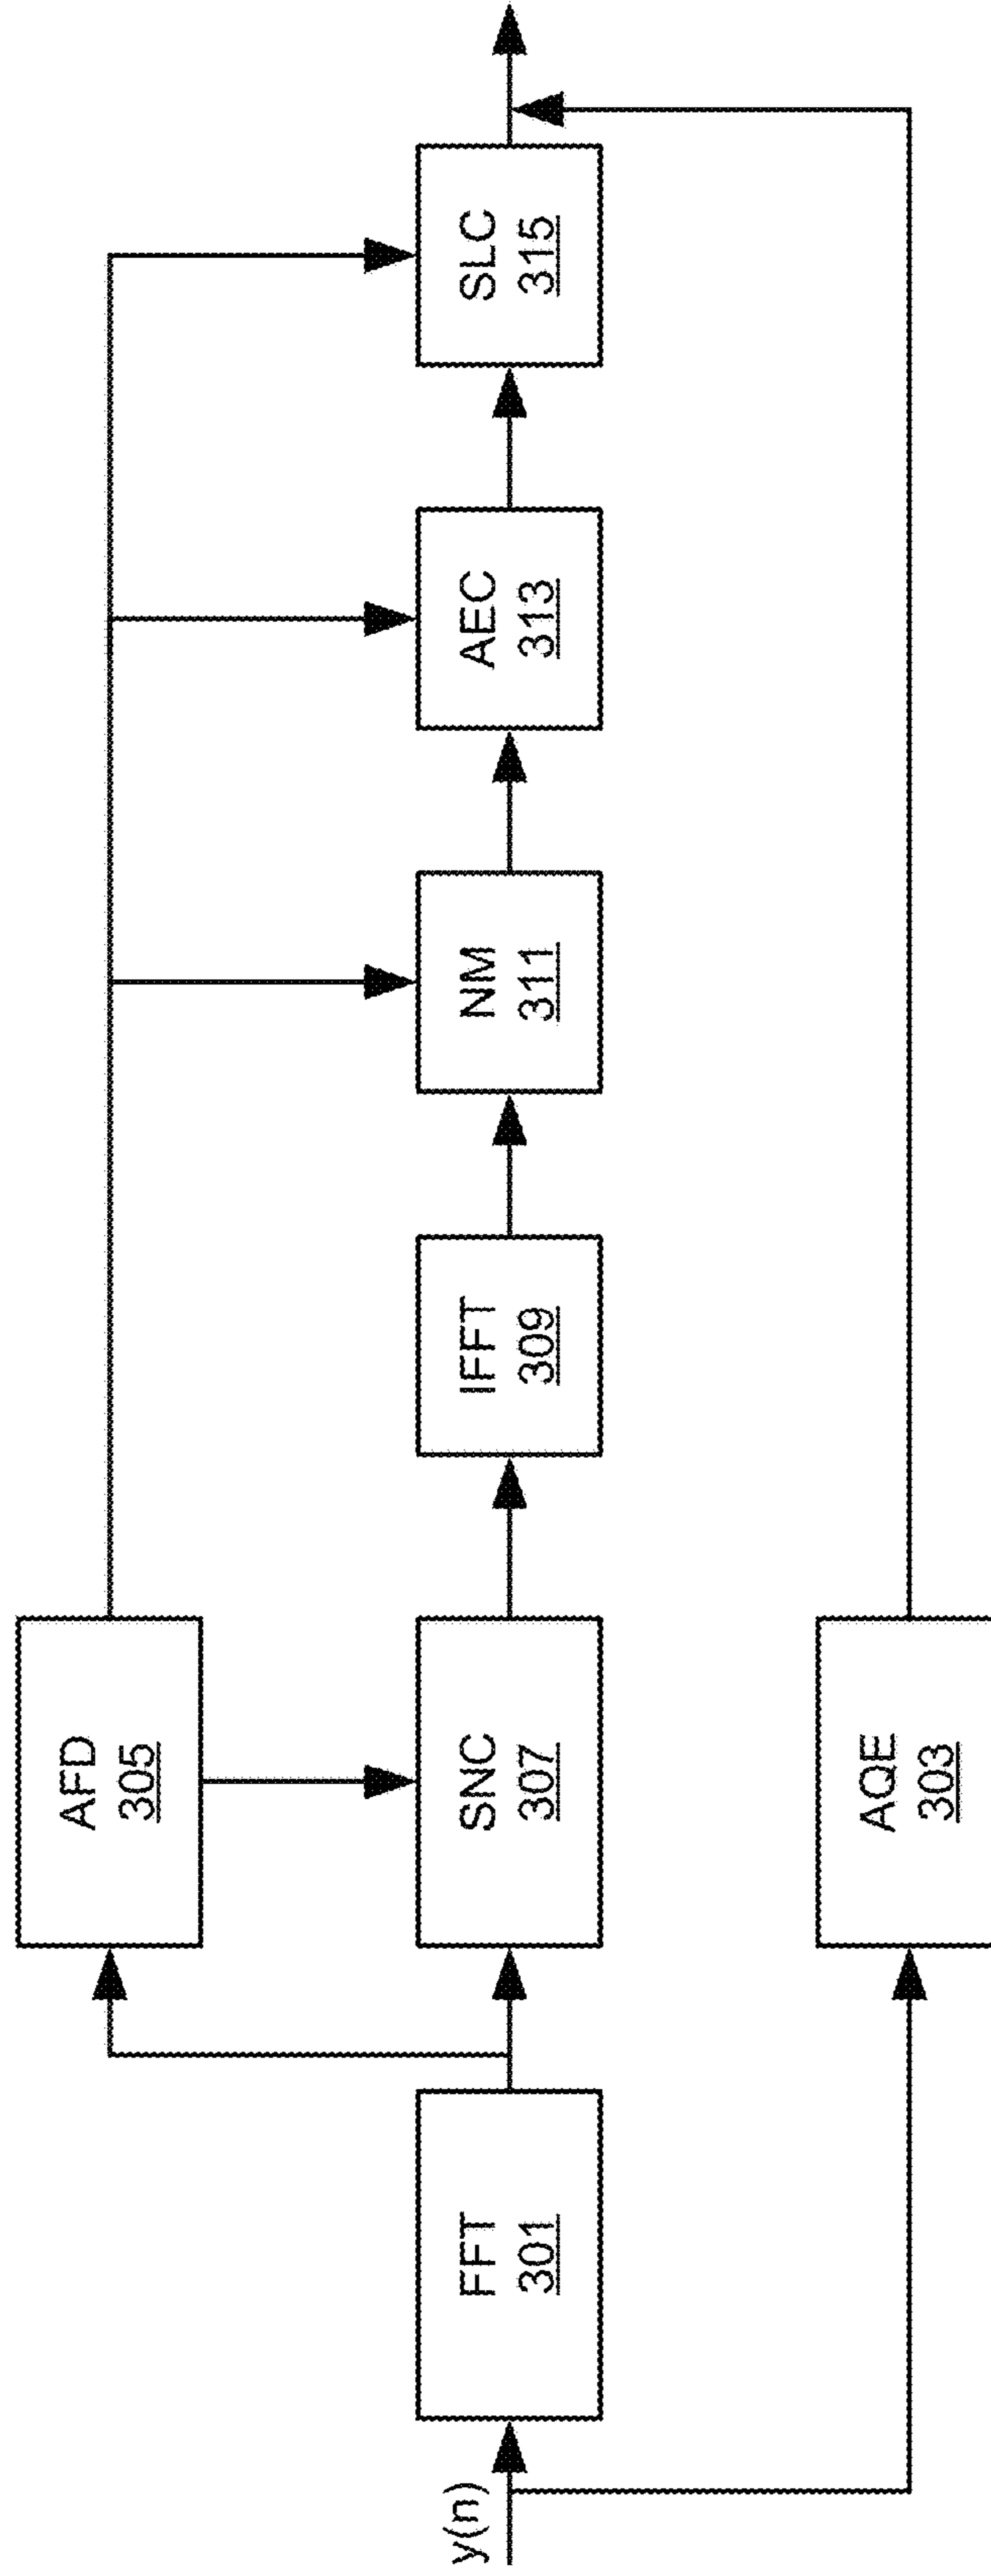 y(n)
FFT
301
AFD
305
SNC
307
AQE
303
IFFT
309
NM
311
AEC
313
SLC
315